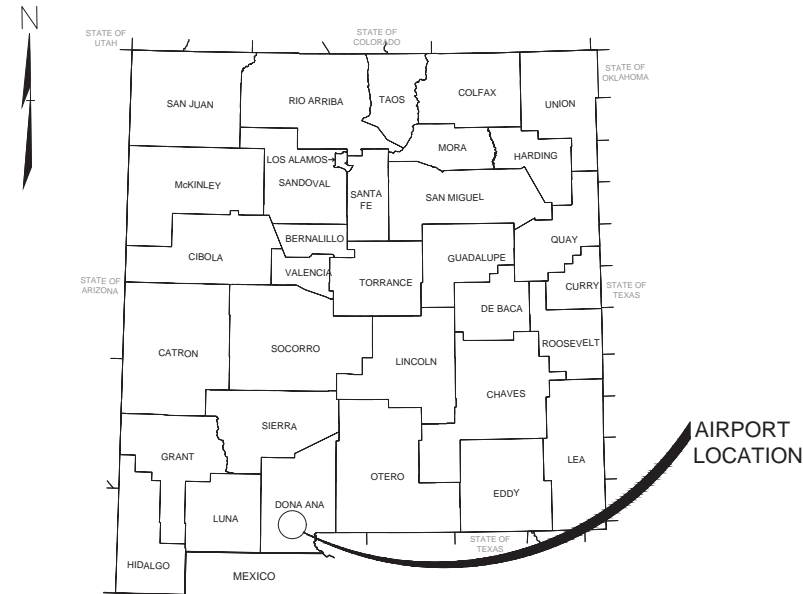 N
STATE OF
UTAH
STATE OF
COLORADO
STATE OF
OKLAHOMA
SAN JUAN
RIO ARRIBA
TAOS
COLFAX
UNION
MORA
HARDING
LOS ALAMOS
McKINLEY
SANDOVAL
SANTA
FE
SAN MIGUEL
BERNALILLO
QUAY
CIBOLA
GUADALUPE
VALENCIA
TORRANCE
CURRY
STATE OF
ARIZONA
STATE OF
TEXAS
DE BACA
CATRON
SOCORRO
LINCOLN
ROOSEVELT
CHAVES
SIERRA
AIRPORT
LOCATION
GRANT
LEA
OTERO
EDDY
DONA ANA
LUNA
STATE OF
TEXAS
HIDALGO
MEXICO